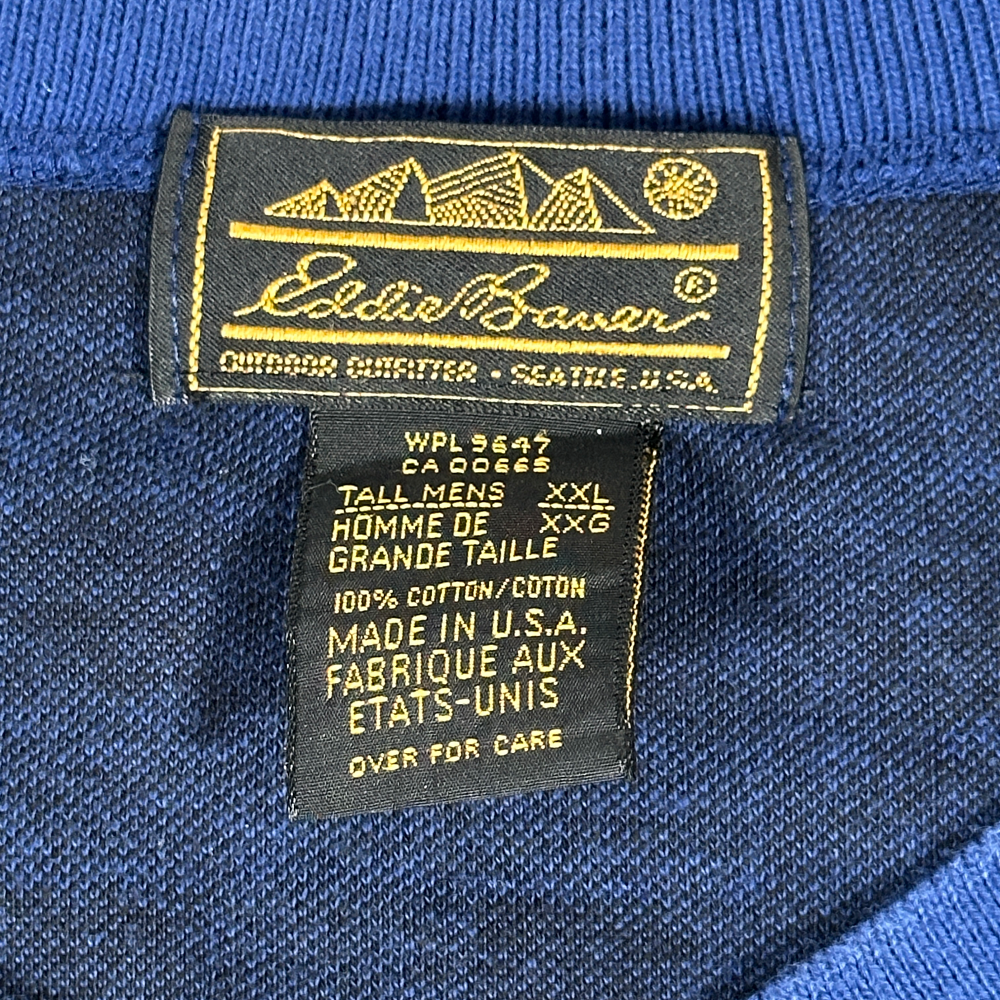 Eddie Bauer ®
OUTDOOR OUTFITTER • SEATTLE, U.S.A.
WPL 9647
CA 00665
TALL MENS XXL
HOMME DE XXG
GRANDE TAILLE
100% COTTON/COTON
MADE IN U.S.A.
FABRIQUE AUX
ETATS-UNIS
OVER FOR CARE